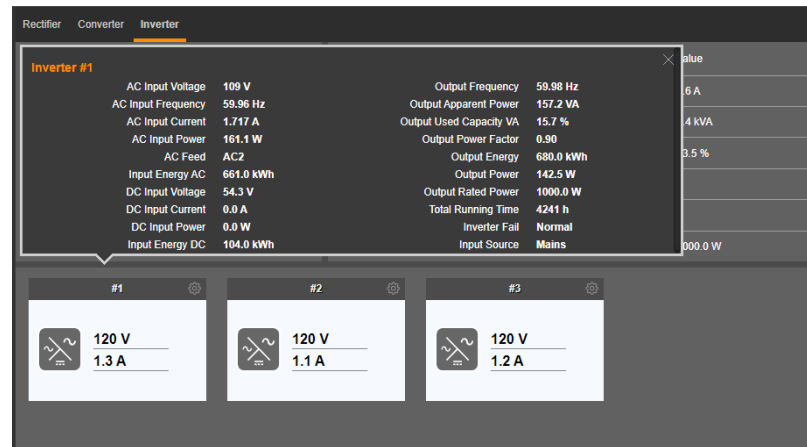 Rectifier Converter Inverter
Inverter #1
AC Input Voltage 109 V Output Frequency 59.98 Hz
AC Input Frequency 59.96 Hz Output Apparent Power 157.2 VA
AC Input Current 1.717 A Output Used Capacity VA 15.7 %
AC Input Power 161.1 W Output Power Factor 0.90
AC Feed AC2 Output Energy 680.0 kWh
Input Energy AC 661.0 kWh Output Power 142.5 W
DC Input Voltage 54.3 V Output Rated Power 1000.0 W
DC Input Current 0.0 A Total Running Time 4241 h
DC Input Power 0.0 W Inverter Fail Normal
Input Energy DC 104.0 kWh Input Source Mains
alue
.6 A
.4 kVA
3.5 %
000.0 W
#1 #2 #3
120 V 120 V 120 V
1.3 A 1.1 A 1.2 A